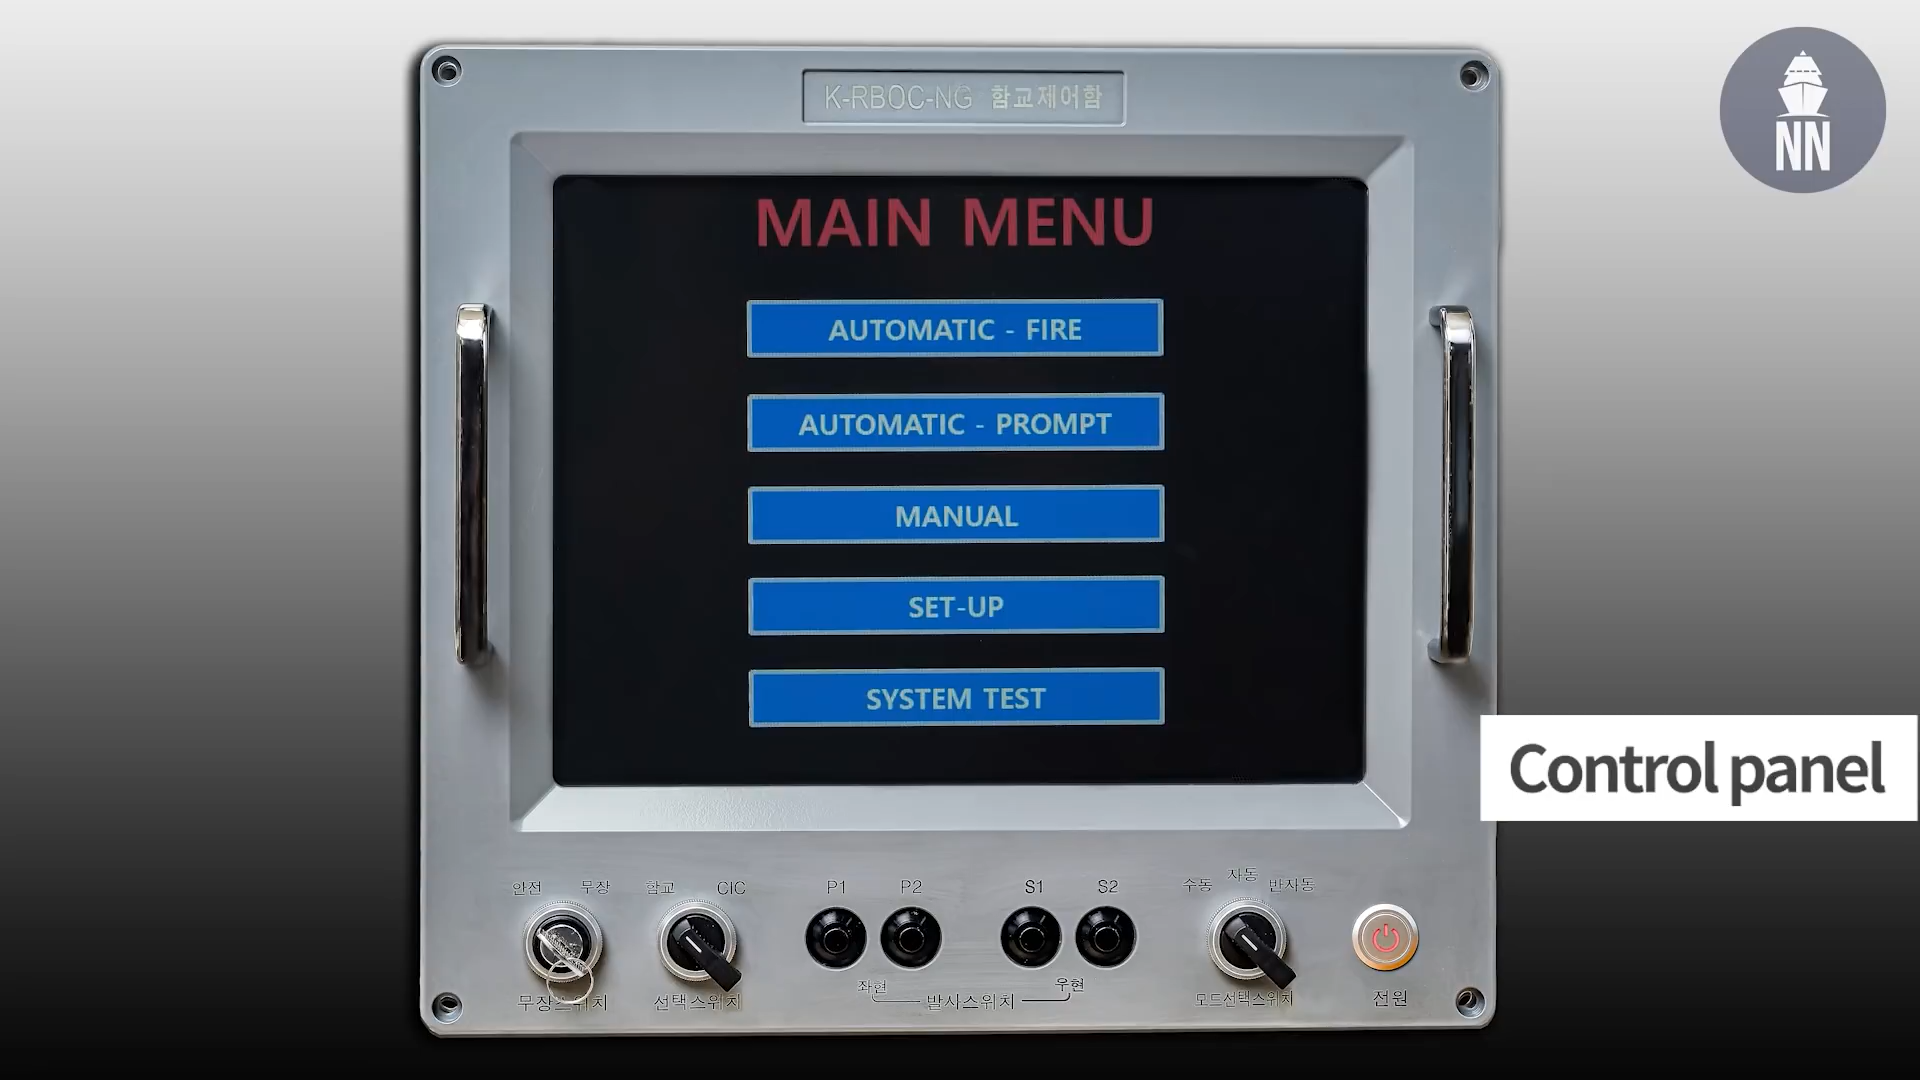 K-RBOC-NG 함교제어함
NN
MAIN MENU
AUTOMATIC - FIRE
AUTOMATIC - PROMPT
MANUAL
SET-UP
SYSTEM TEST
Control panel
안전 무장 함교 CIC P1 P2 S1 S2 수동 자동 반자동
좌현 우현
무장스위치 선택스위치 발사스위치 모드선택스위치 전원